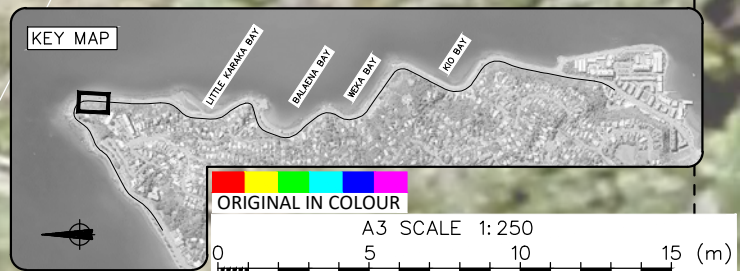 KEY MAP
LITTLE KARAKA BAY
BALAENA BAY
WEKA BAY
KIO BAY
ORIGINAL IN COLOUR
A3 SCALE 1:250
0 5 10 15 (m)